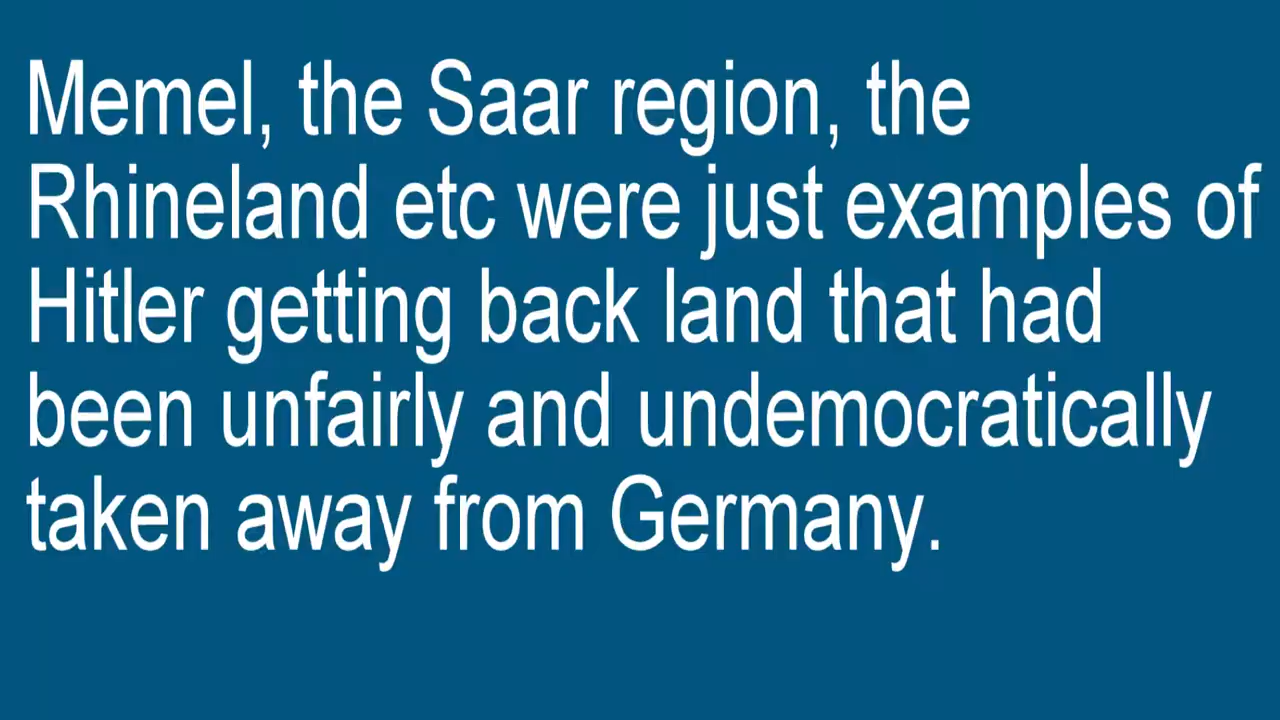 Memel, the Saar region, the
Rhineland etc were just examples of
Hitler getting back land that had
been unfairly and undemocratically
taken away from Germany.